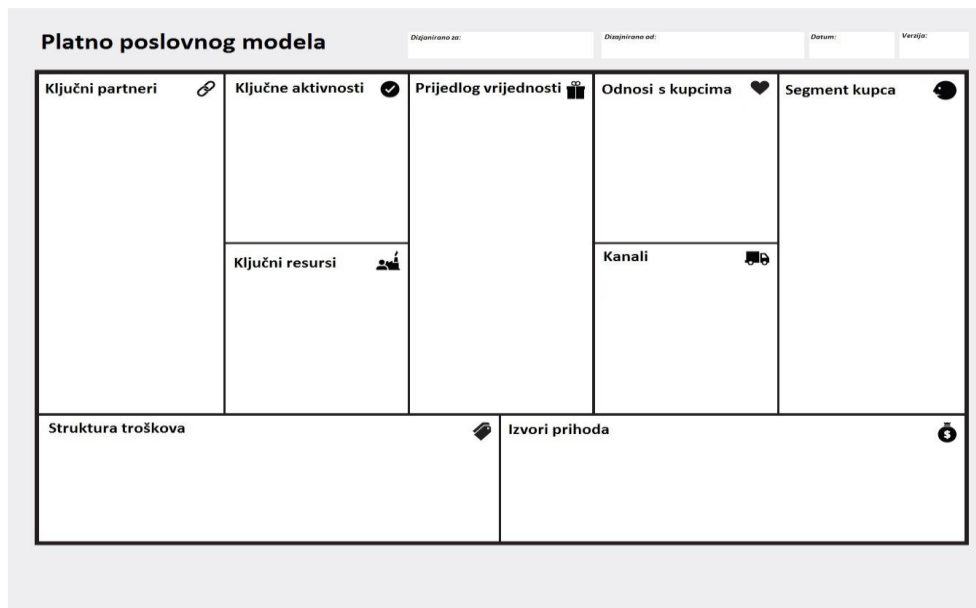 Platno poslovnog modela
Dizjanirano za:
Dizajnirano od:
Datum:
Verzija:
Ključni partneri
Ključne aktivnosti
Prijedlog vrijednosti
Odnosi s kupcima
Segment kupca
Ključni resursi
Kanali
Struktura troškova
Izvori prihoda
$